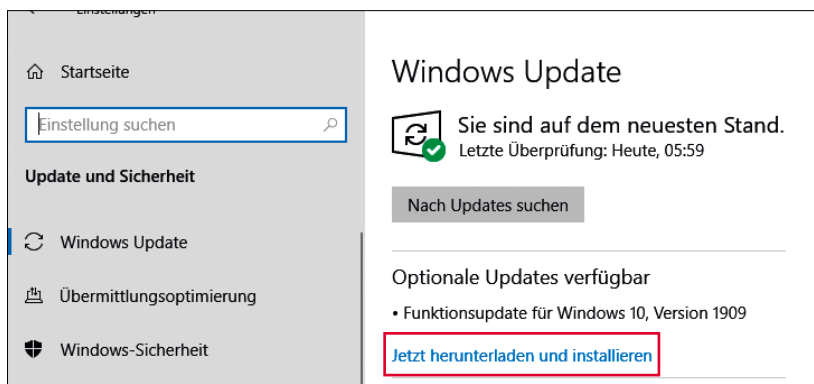 Einstellungen
Startseite
Einstellung suchen
Update und Sicherheit
Windows Update
Übermittlungsoptimierung
Windows-Sicherheit
Windows Update
Sie sind auf dem neuesten Stand.
Letzte Überprüfung: Heute, 05:59
Nach Updates suchen
Optionale Updates verfügbar
• Funktionsupdate für Windows 10, Version 1909
Jetzt herunterladen und installieren